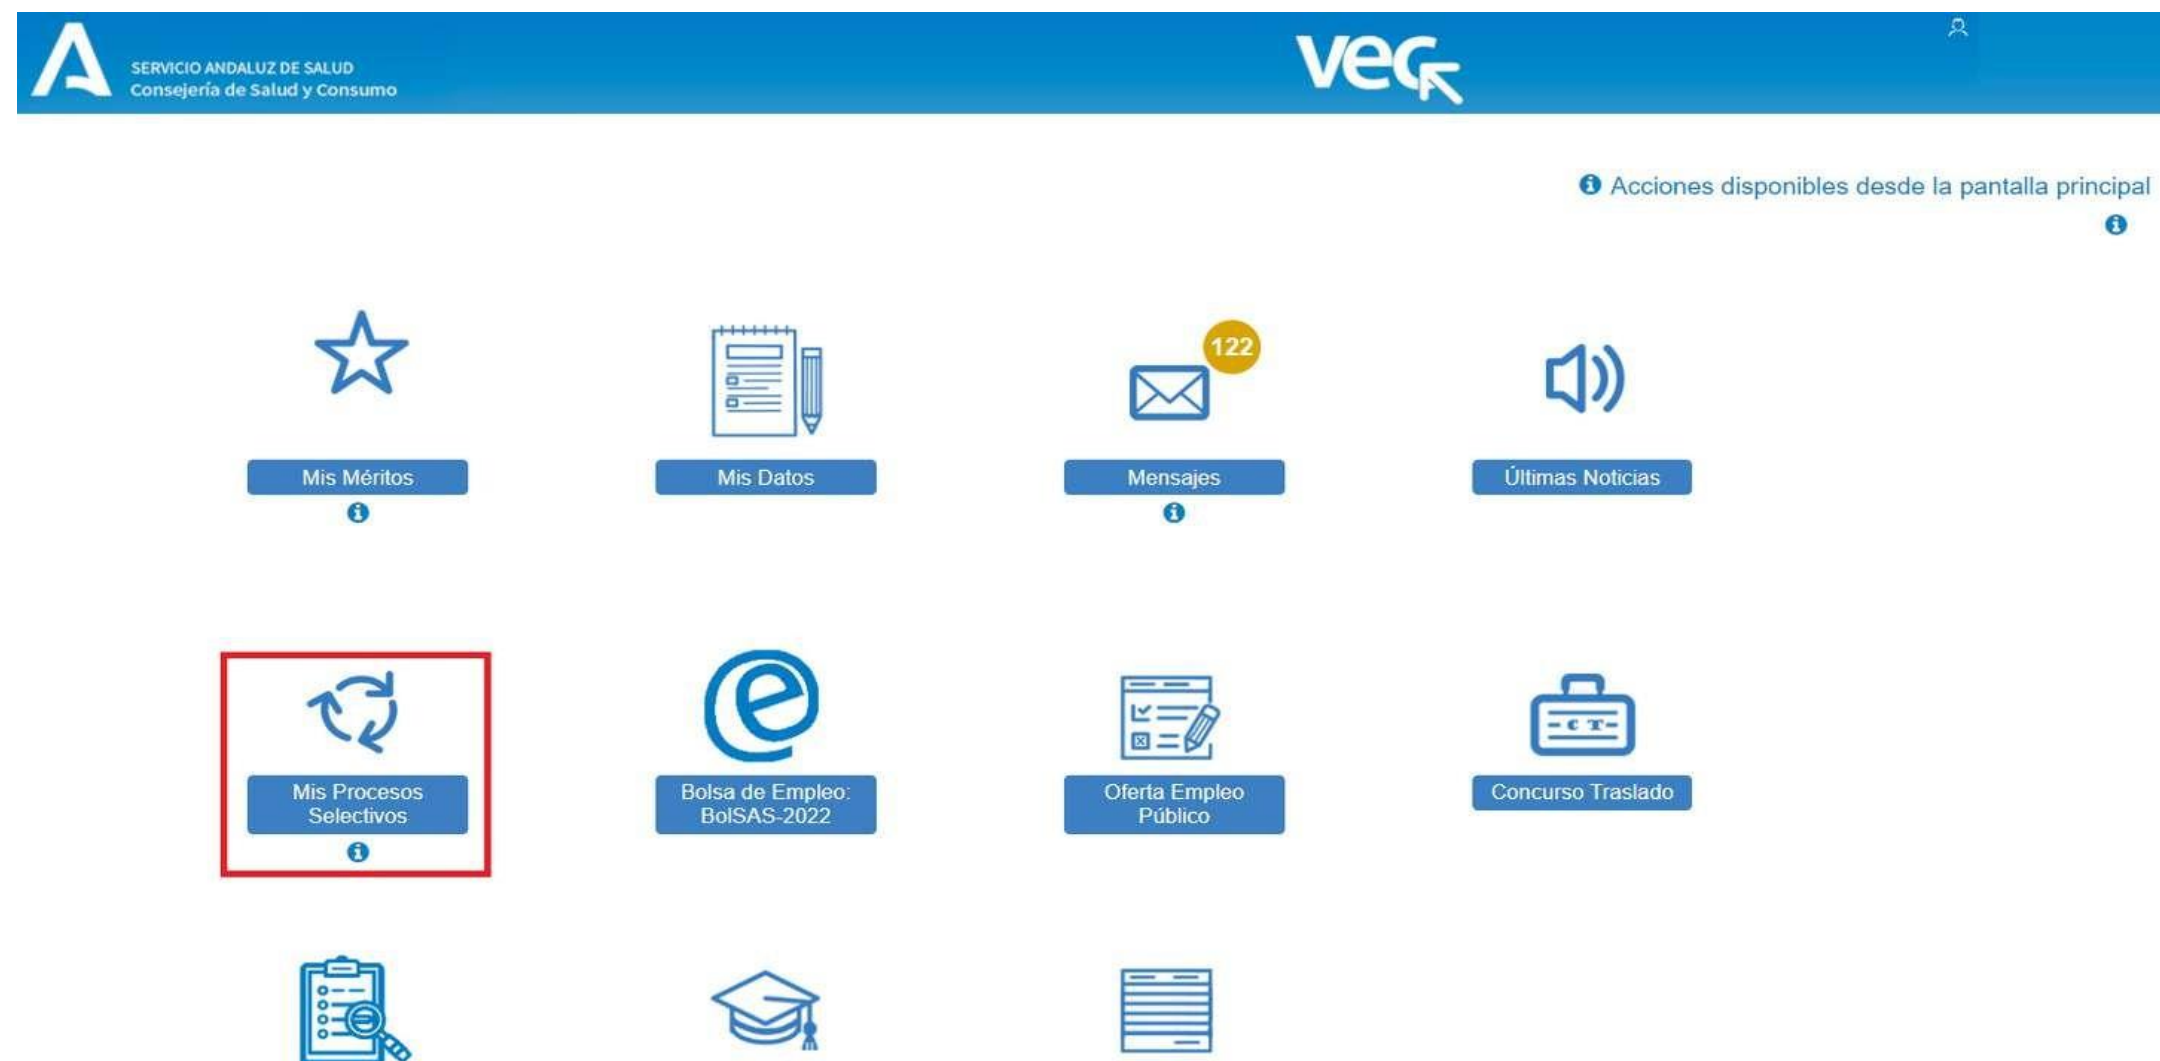 SERVICIO ANDALUZ DE SALUD
Consejería de Salud y Consumo
vec
Acciones disponibles desde la pantalla principal
122
Mis Méritos
Mis Datos
Mensajes
Últimas Noticias
- C T -
Mis Procesos
Selectivos
Bolsa de Empleo:
BolSAS-2022
Oferta Empleo
Público
Concurso Traslado